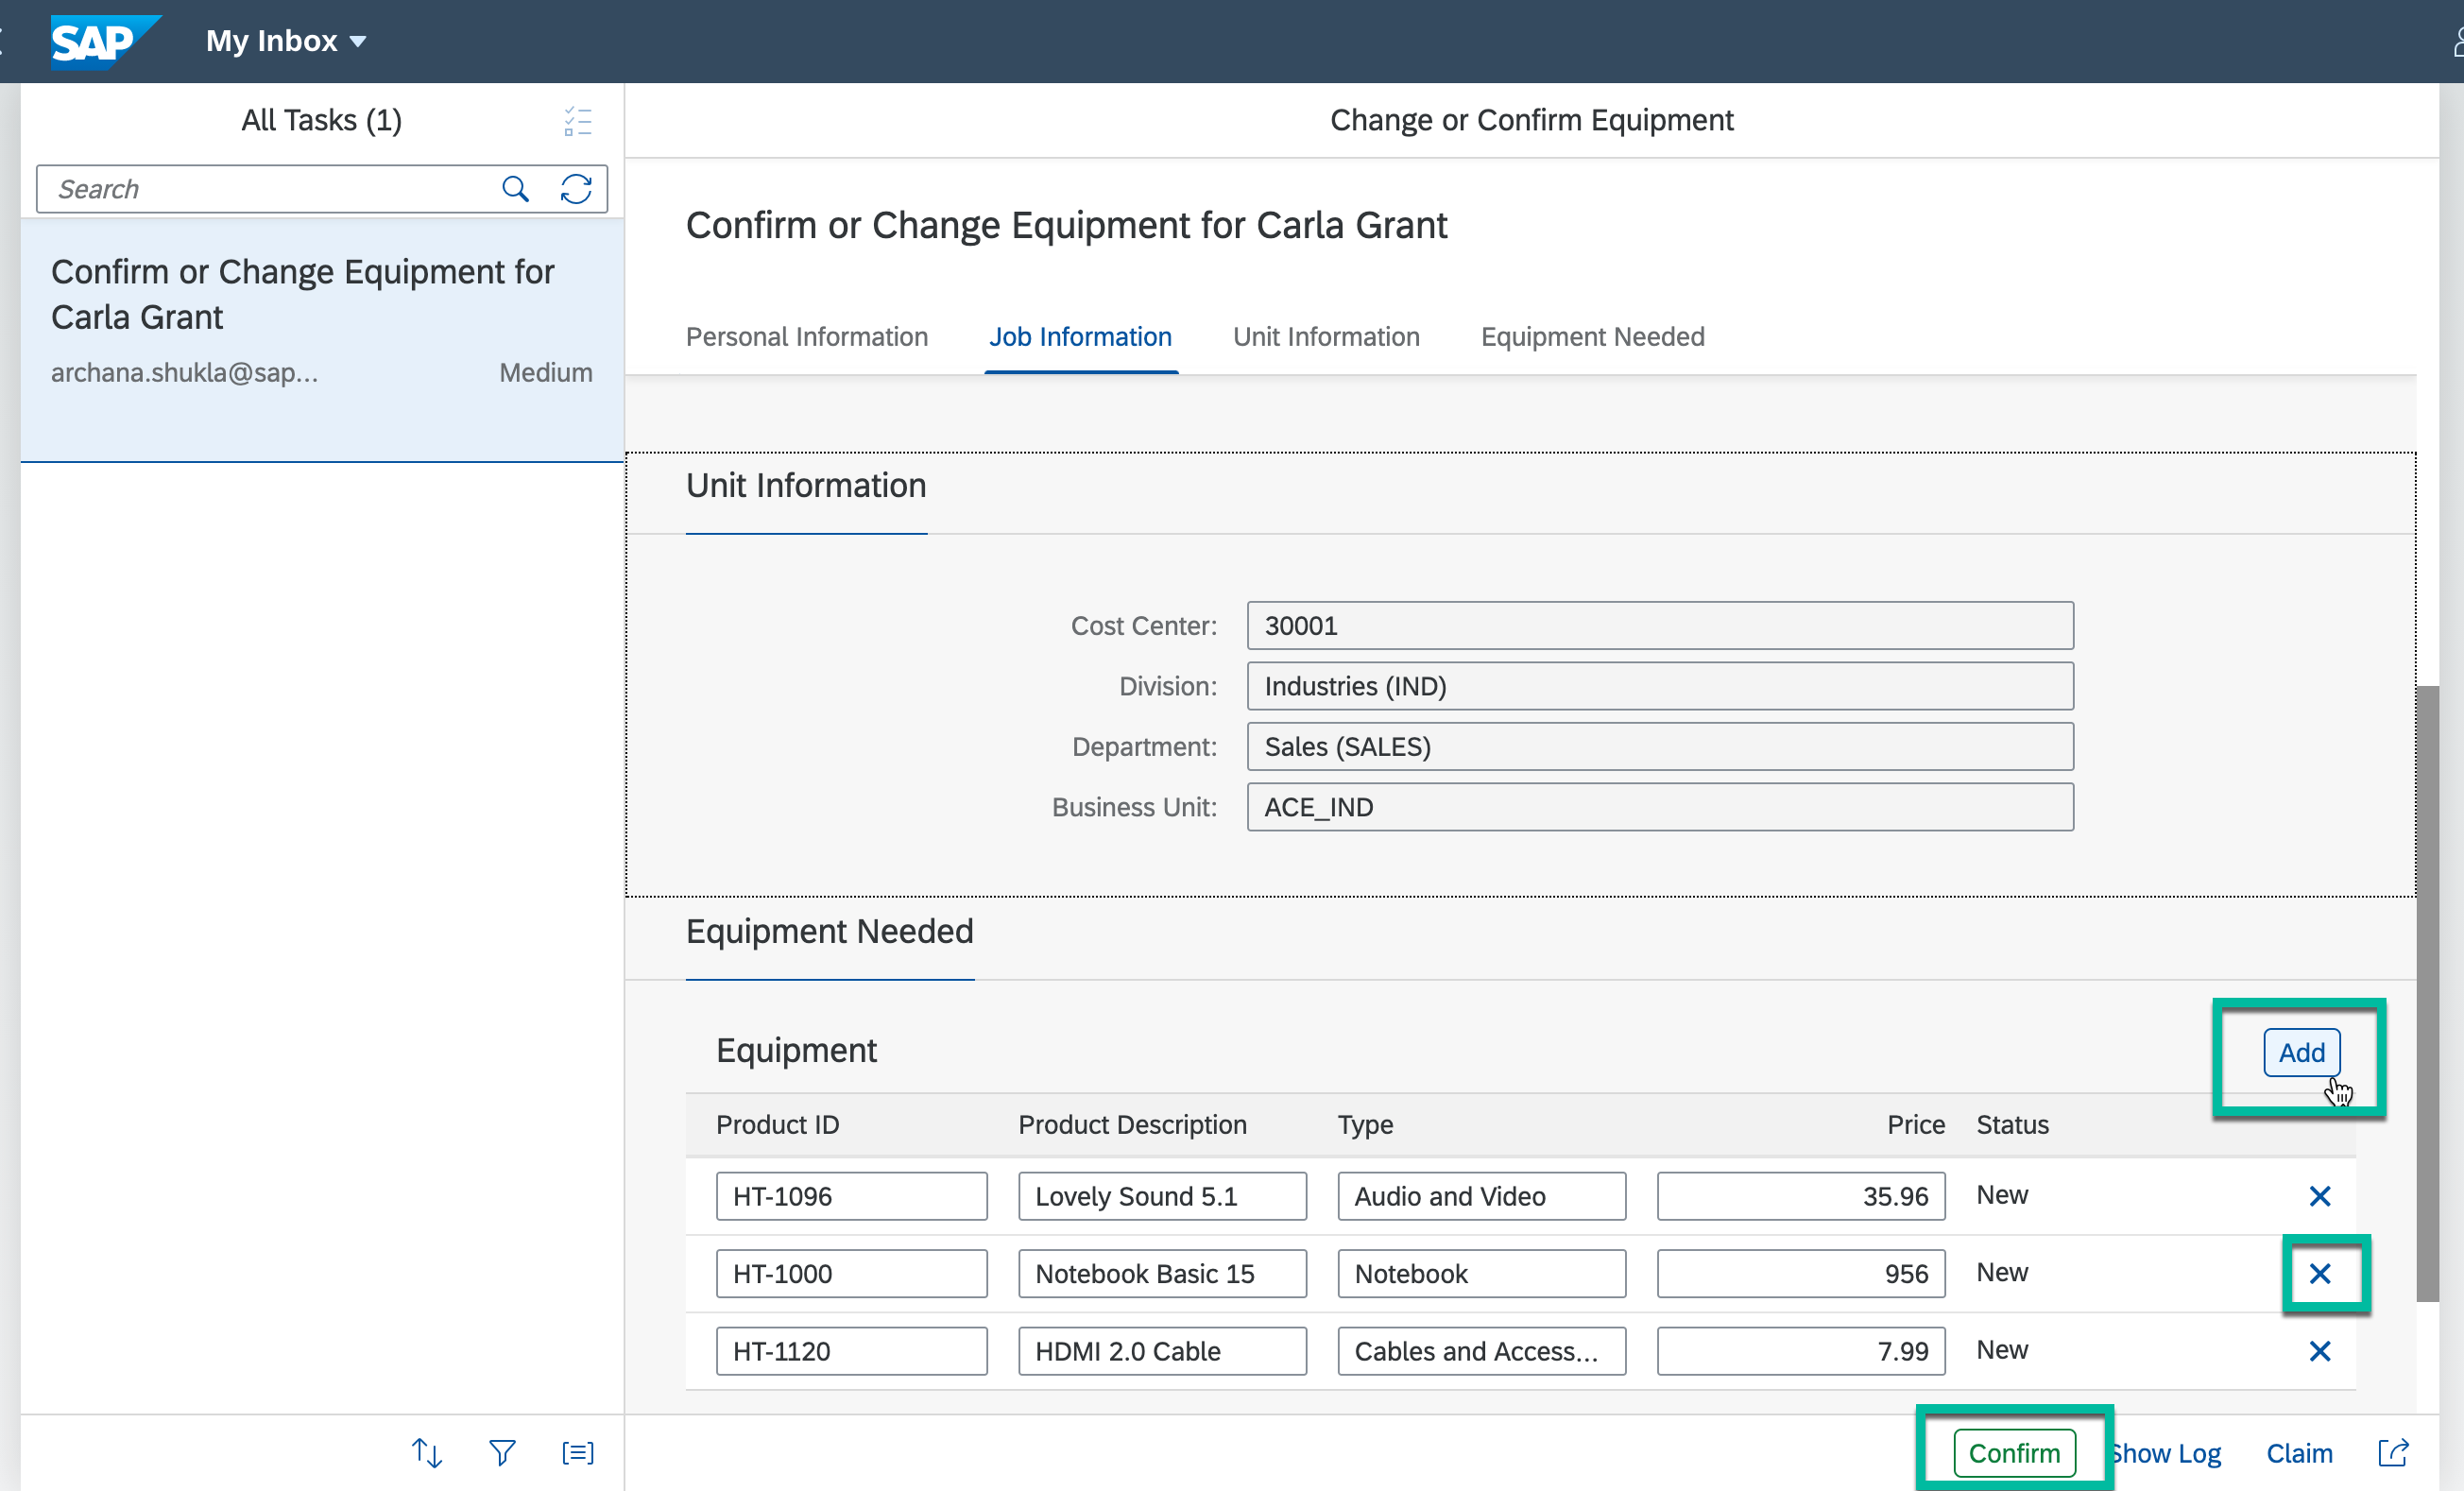 SAP My Inbox
All Tasks (1)
Search
Confirm or Change Equipment for
Carla Grant
archana.shukla@sap... Medium
Change or Confirm Equipment
Confirm or Change Equipment for Carla Grant
Personal Information Job Information Unit Information Equipment Needed
Unit Information
Cost Center: 30001
Division: Industries (IND)
Department: Sales (SALES)
Business Unit: ACE_IND
Equipment Needed
Equipment Add
Product ID Product Description Type Price Status
HT-1096 Lovely Sound 5.1 Audio and Video 35.96 New
HT-1000 Notebook Basic 15 Notebook 956 New
HT-1120 HDMI 2.0 Cable Cables and Access... 7.99 New
Confirm Show Log Claim